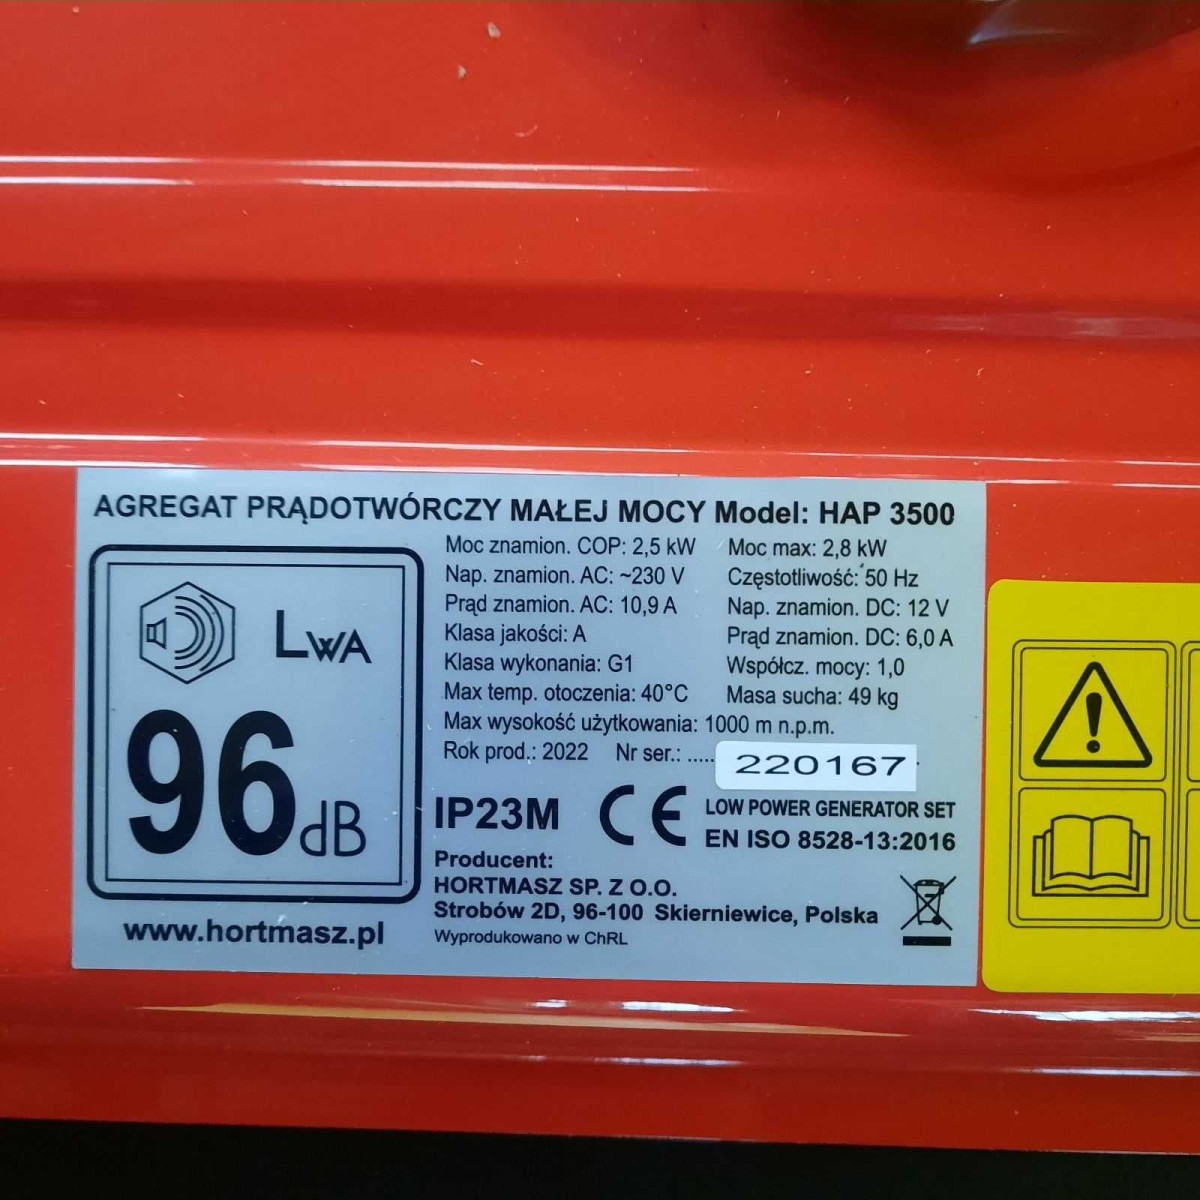 AGREGAT PRĄDOTWÓRCZY MAŁEJ MOCY Model: HAP 3500
LWA
96 dB
www.hortmasz.pl
Moc znamion. COP: 2,5 kW Moc max: 2,8 kW
Nap. znamion. AC: ~230 V Częstotliwość: 50 Hz
Prąd znamion. AC: 10,9 A Nap. znamion. DC: 12 V
Klasa jakości: A Prąd znamion. DC: 6,0 A
Klasa wykonania: G1 Współcz. mocy: 1,0
Max temp. otoczenia: 40°C Masa sucha: 49 kg
Max wysokość użytkowania: 1000 m n.p.m.
Rok prod.: 2022 Nr ser.: ..... 220167
IP23M CE LOW POWER GENERATOR SET
EN ISO 8528-13:2016
Producent:
HORTMASZ SP. Z O.O.
Strobów 2D, 96-100 Skierniewice, Polska
Wyprodukowano w ChRL